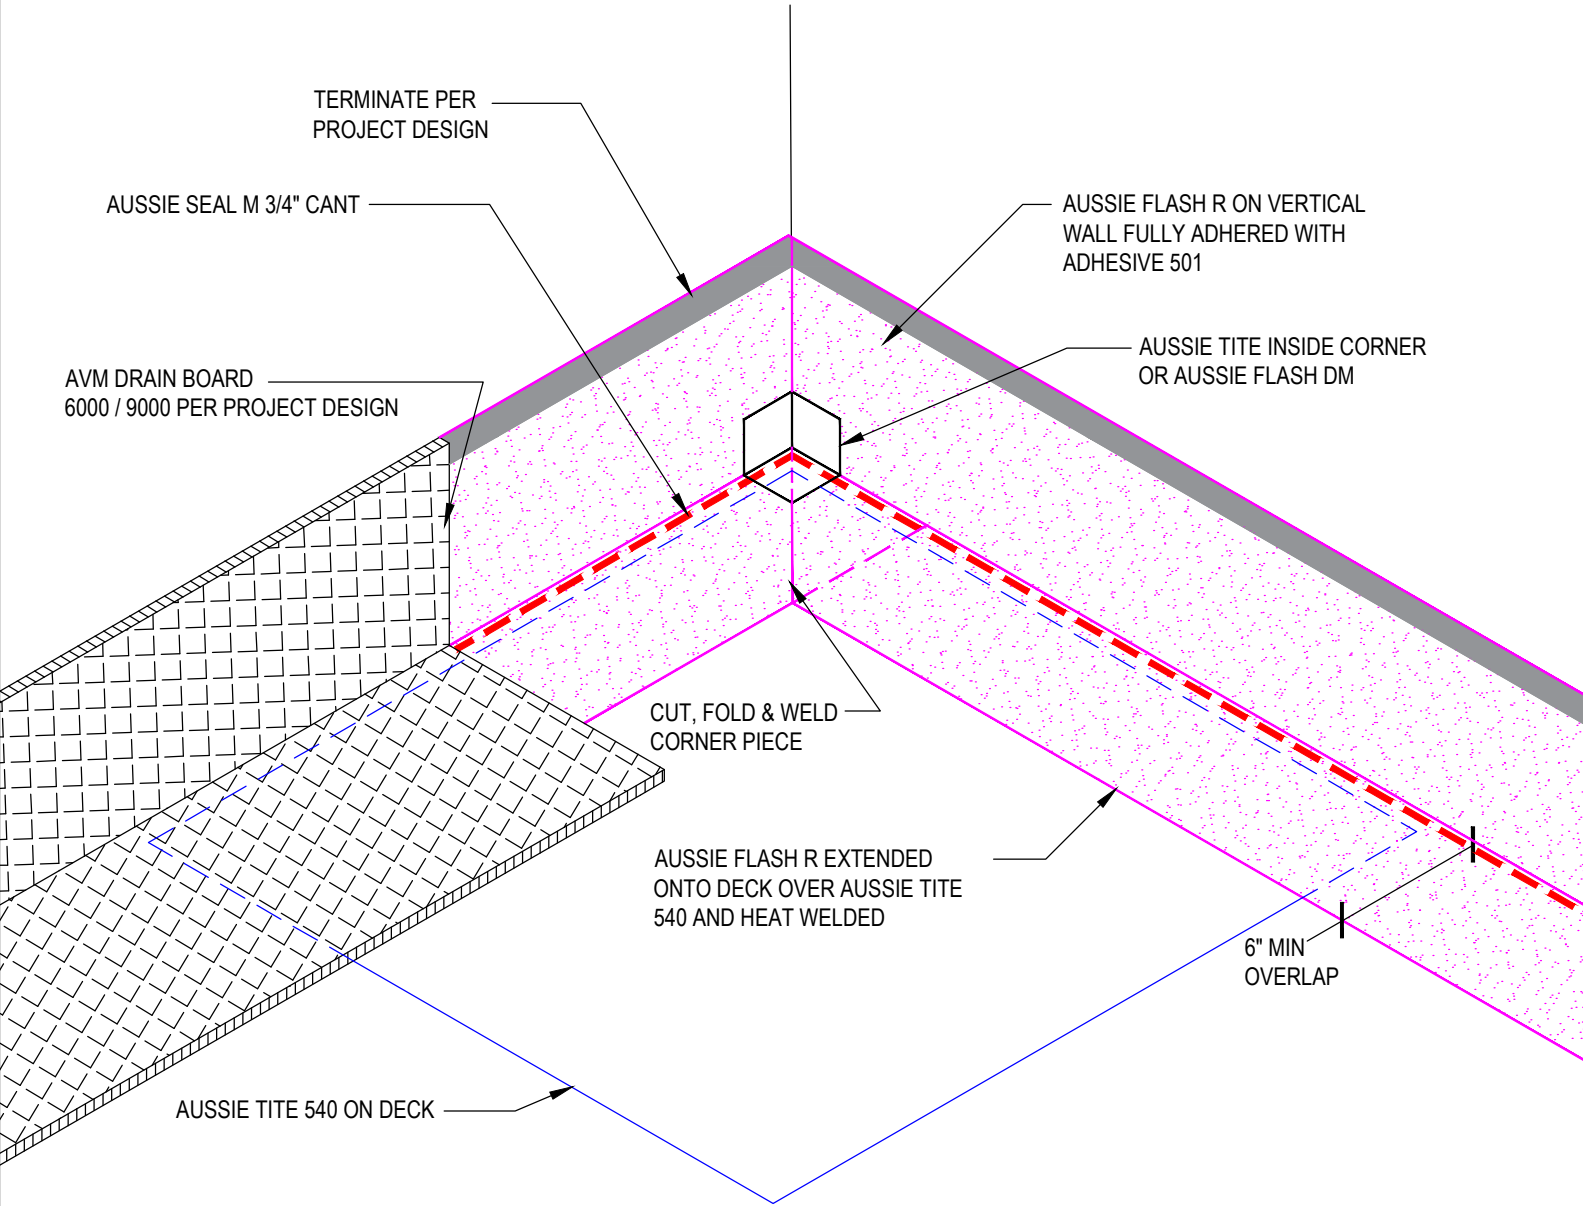 TERMINATE PER
PROJECT DESIGN
AUSSIE SEAL M 3/4" CANT
AUSSIE FLASH R ON VERTICAL
WALL FULLY ADHERED WITH
ADHESIVE 501
AUSSIE TITE INSIDE CORNER
OR AUSSIE FLASH DM
AVM DRAIN BOARD
6000 / 9000 PER PROJECT DESIGN
CUT, FOLD & WELD
CORNER PIECE
AUSSIE FLASH R EXTENDED
ONTO DECK OVER AUSSIE TITE
540 AND HEAT WELDED
6" MIN
OVERLAP
AUSSIE TITE 540 ON DECK